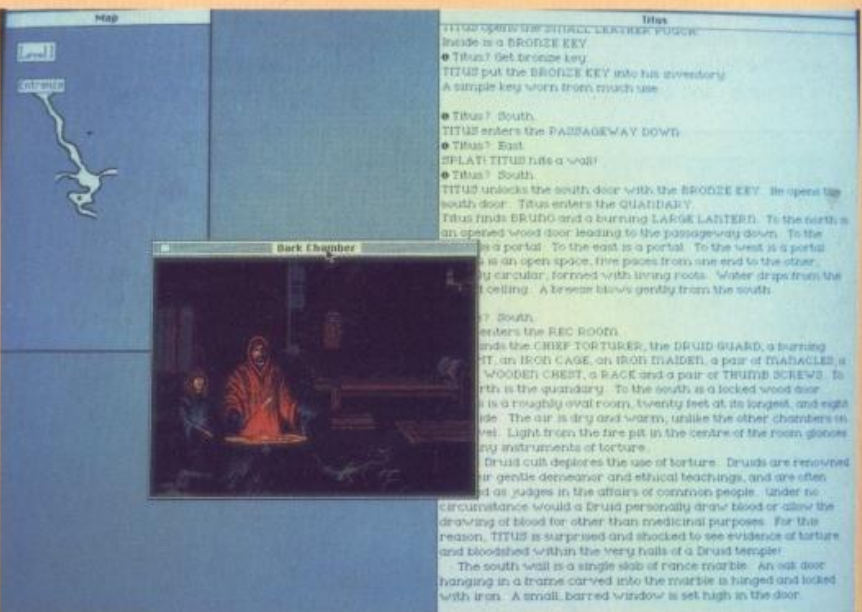 Map
Level 1
Entrance
Dark Chamber
Titus
TITUS opens the SMALL LEATHER POUCH.
Inside is a BRONZE KEY
Titus? Get bronze key.
TITUS put the BRONZE KEY into his inventory.
A simple key worn from much use.
Titus? South.
TITUS enters the PASSAGEWAY DOWN.
Titus? East.
SPLAT! TITUS hits a wall!
Titus? South.
TITUS unlocks the south door with the BRONZE KEY. He opens the
south door. Titus enters the QUANDARY.
Titus finds BRUNO and a burning LARGE LANTERN. To the north is
an opened wood door leading to the passageway down. To the
is a portal. To the east is a portal. To the west is a portal.
is an open space, five paces from one end to the other,
circular, formed with living roots. Water drips from the
ceiling. A breeze blows gently from the south.
? South.
enters the REC ROOM.
the CHIEF TORTURER, the DRUID GUARD, a burning
an IRON CAGE, an IRON MAIDEN, a pair of MANACLES, a
WOODEN CHEST, a RACK and a pair of THUMB SCREWS. To
is the quandary. To the south is a locked wood door.
is a roughly oval room, twenty feet at its longest, and eight
The air is dry and warm, unlike the other chambers on
Light from the fire pit in the centre of the room glances
instruments of torture.
Druid cult deplores the use of torture. Druids are renowned
gentle demeanor and ethical teachings, and are often
as judges in the affairs of common people. Under no
circumstance would a Druid personally draw blood or allow the
drawing of blood for other than medicinal purposes. For this
reason, TITUS is surprised and shocked to see evidence of torture
and bloodshed within the very halls of a Druid temple!
The south wall is a single slab of rance marble. An oak door
hanging in a frame carved into the marble is hinged and locked
with iron. A small, barred window is set high in the door.